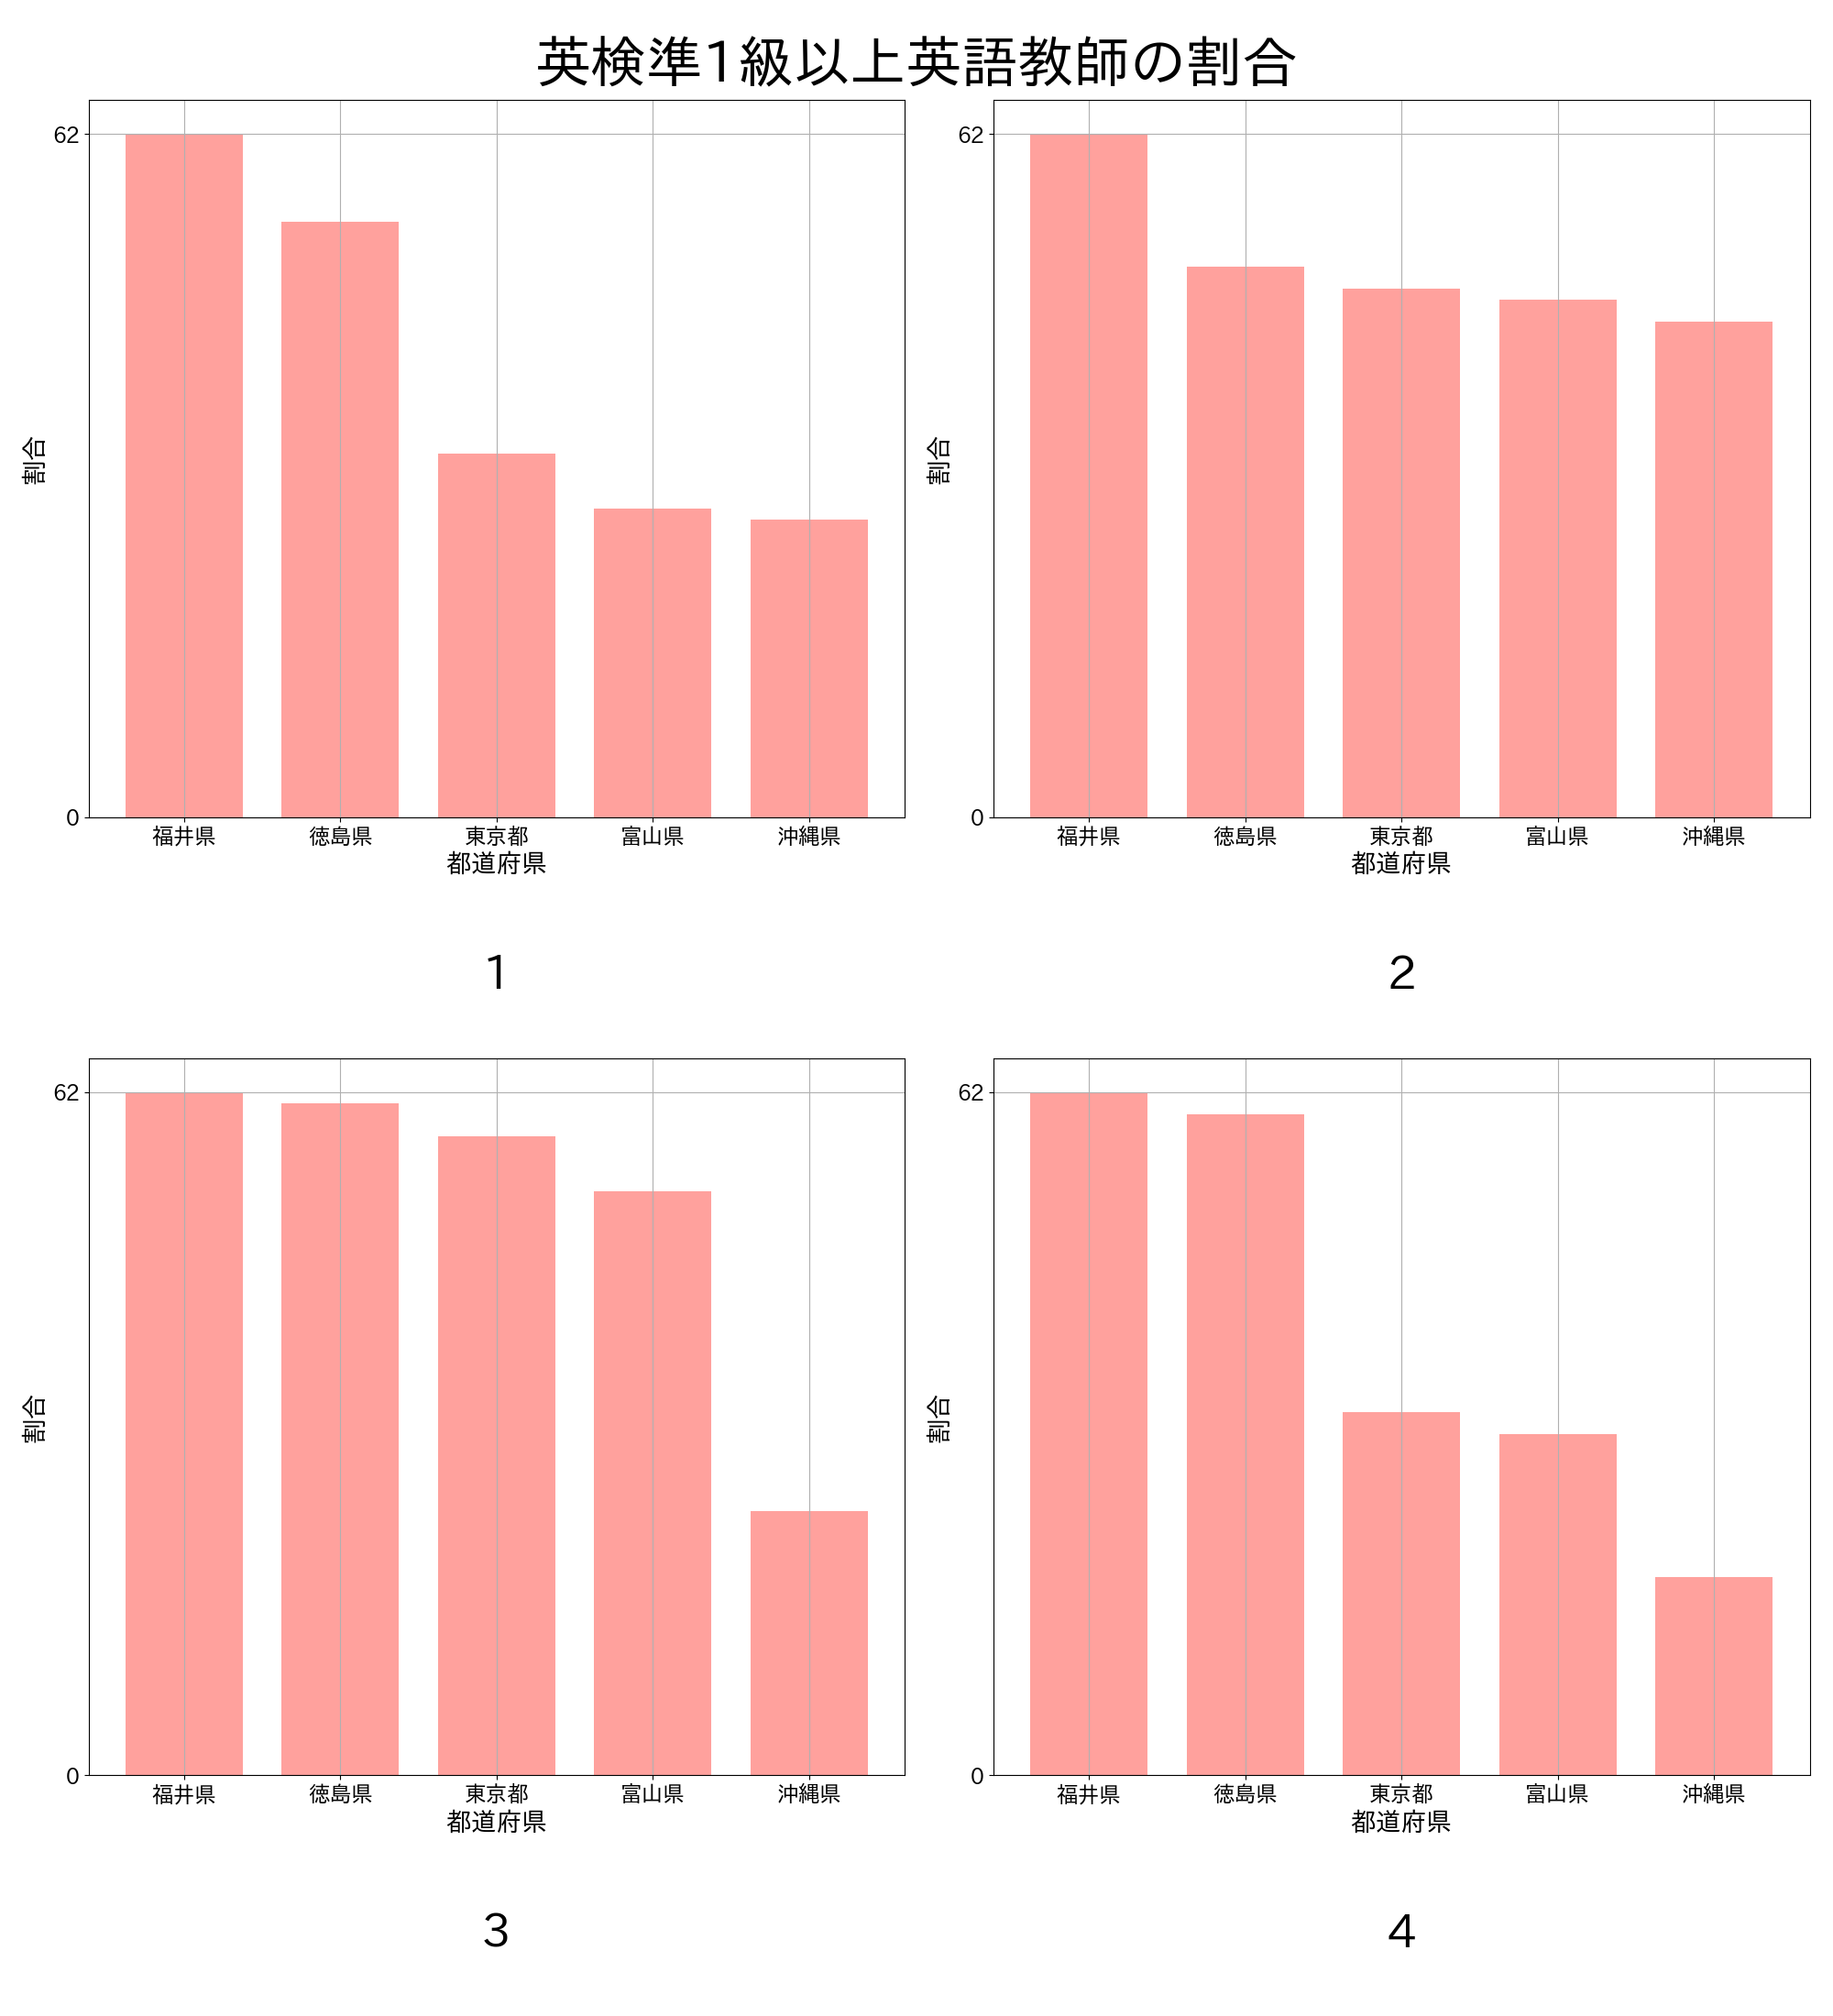 英検準1級以上英語教師の割合
62
0
割合
福井県 徳島県 東京都 富山県 沖縄県
都道府県
1
62
0
割合
福井県 徳島県 東京都 富山県 沖縄県
都道府県
2
62
0
割合
福井県 徳島県 東京都 富山県 沖縄県
都道府県
3
62
0
割合
福井県 徳島県 東京都 富山県 沖縄県
都道府県
4